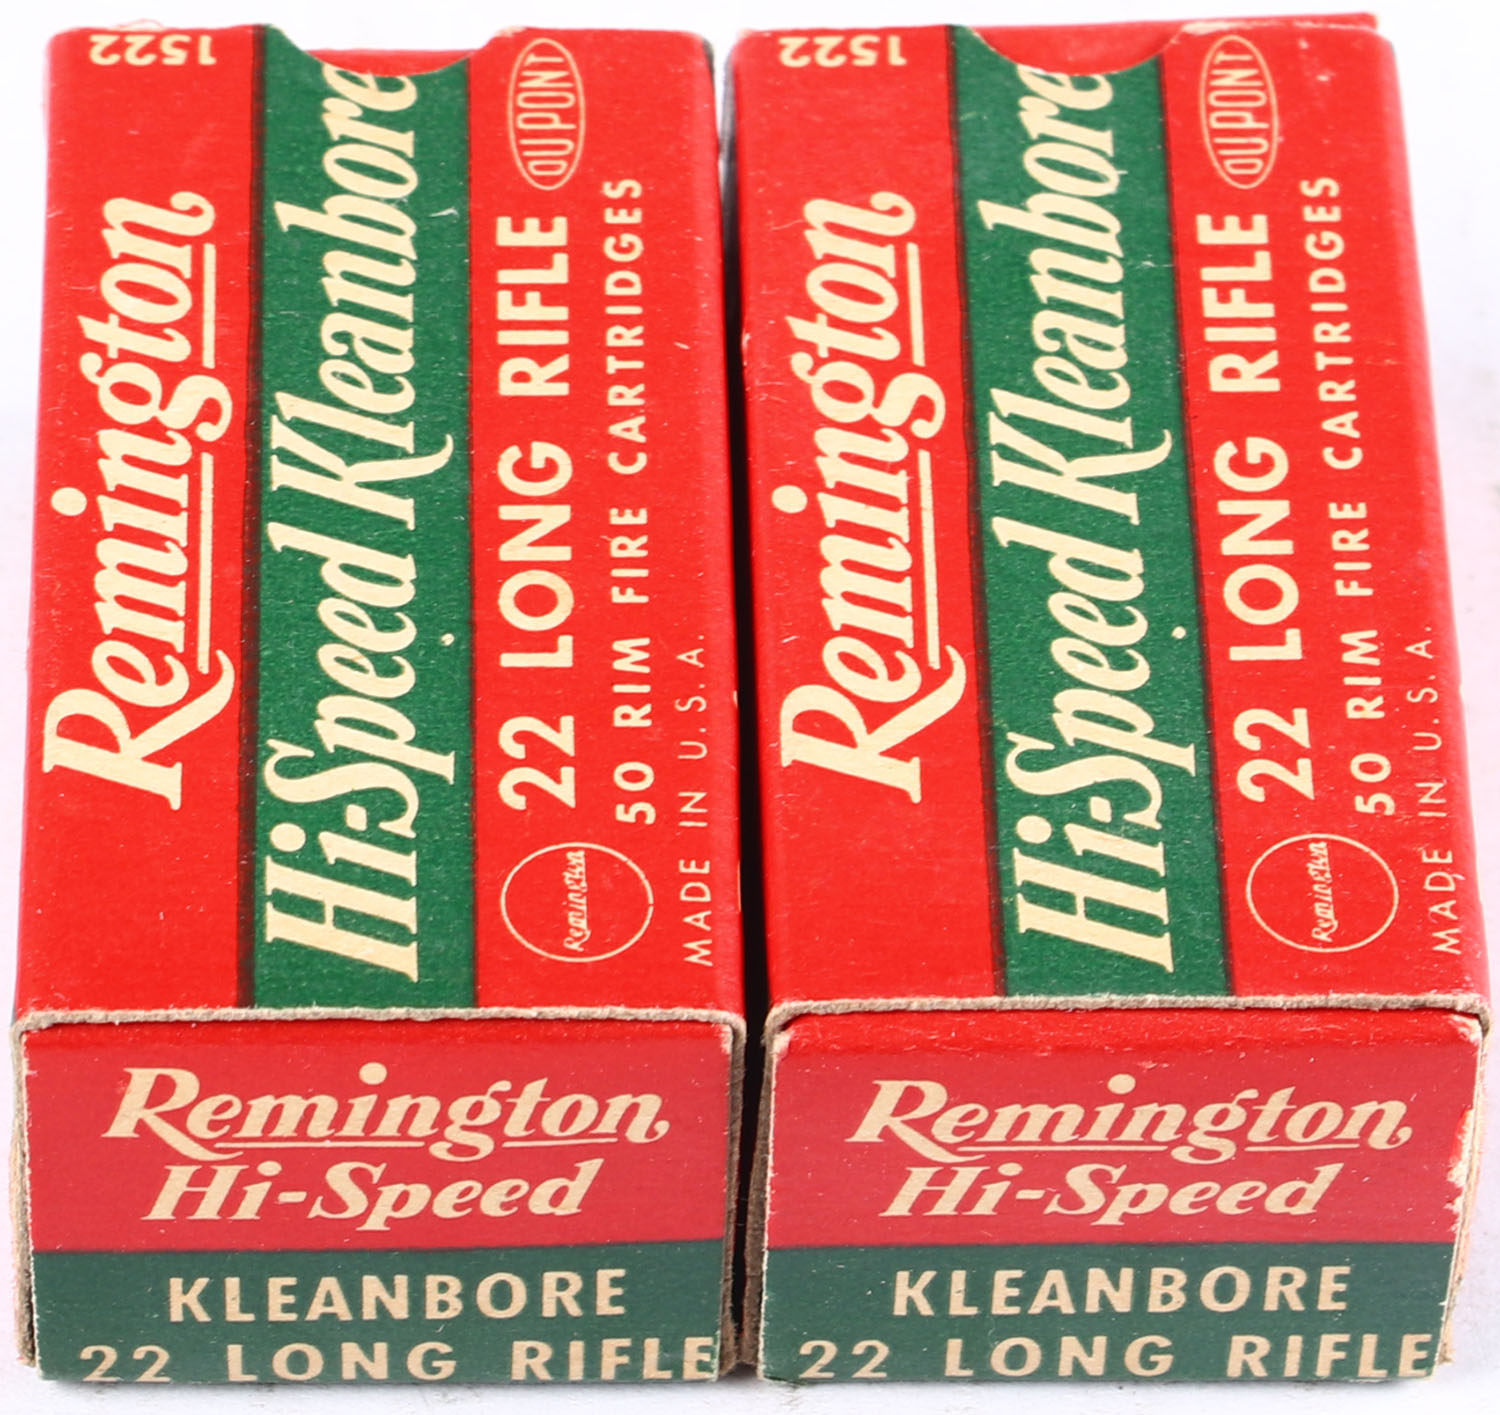 1522
Remington
Hi-Speed Kleanbore
DUPONT
22 LONG RIFLE
50 RIM FIRE CARTRIDGES
Remington
MADE IN U.S.A.
Remington
Hi-Speed
KLEANBORE
22 LONG RIFLE
1522
Remington
Hi-Speed Kleanbore
DUPONT
22 LONG RIFLE
50 RIM FIRE CARTRIDGES
Remington
MADE IN U.S.A.
Remington
Hi-Speed
KLEANBORE
22 LONG RIFLE